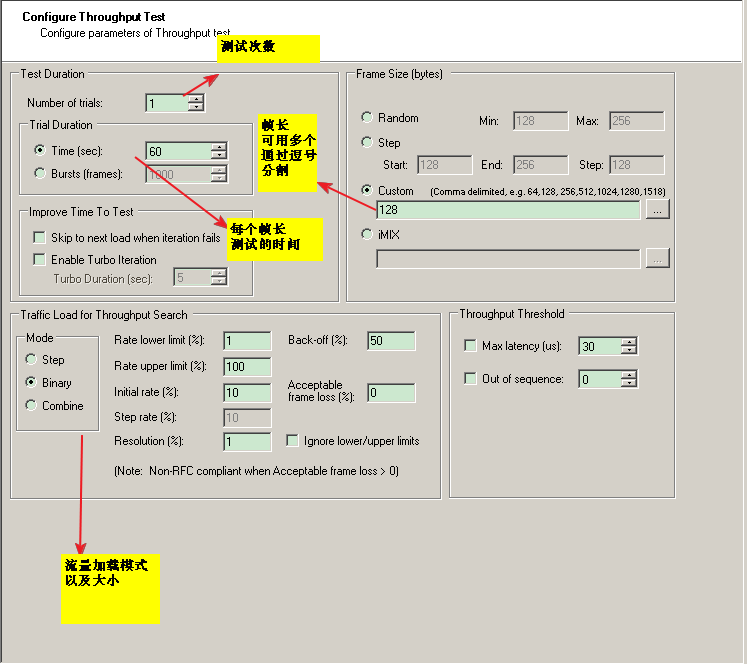 Configure Throughput Test
Configure parameters of Throughput test
测试次数
Test Duration
Number of trials:
1
Trial Duration
Time (sec):
60
Bursts (frames):
1000
帧长
可用多个
通过逗号
分割
每个帧长
测试的时间
Improve Time To Test
Skip to next load when iteration fails
Enable Turbo Iteration
Turbo Duration (sec):
5
Frame Size (bytes)
Random
Min:
128
Max:
256
Step
Start:
128
End:
256
Step:
128
Custom
(Comma delimited, e.g. 64,128, 256,512,1024,1280,1518)
128
...
iMIX
...
Traffic Load for Throughput Search
Mode
Step
Binary
Combine
Rate lower limit (%):
1
Back-off (%):
50
Rate upper limit (%):
100
Initial rate (%):
10
Acceptable
frame loss (%):
0
Step rate (%):
10
Resolution (%):
1
Ignore lower/upper limits
(Note: Non-RFC compliant when Acceptable frame loss > 0)
Throughput Threshold
Max latency (us):
30
Out of sequence:
0
流量加载模式
以及大小